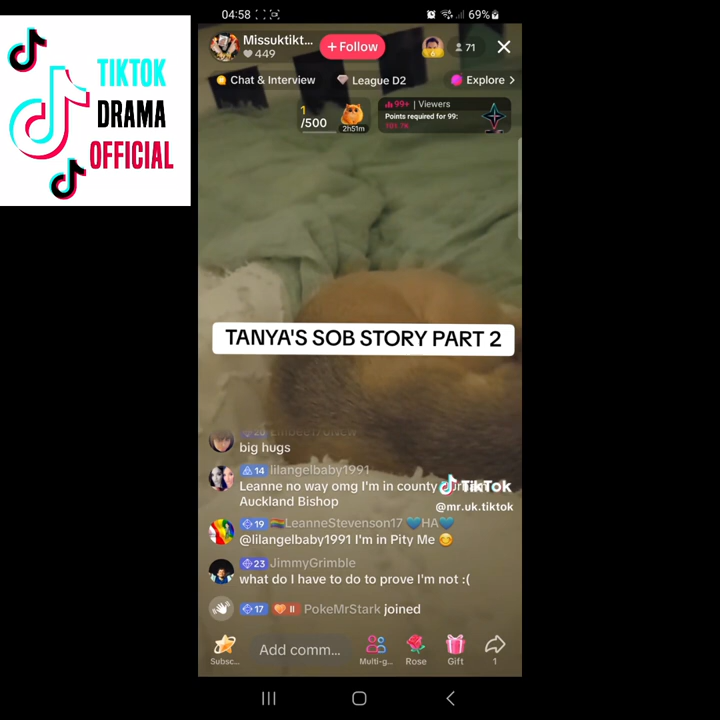 04:58
69%
TIKTOK
DRAMA
OFFICIAL
Missuktikt...
449
+ Follow
6
71
Chat & Interview
League D2
Explore >
1
/500
2h51m
99+ | Viewers
Points required for 99:
TANYA'S SOB STORY PART 2
big hugs
14 lilangelbaby1991
Leanne no way omg I'm in county
Auckland Bishop
TikTok
@mr.uk.tiktok
19 LeanneStevenson17 HA
@lilangelbaby1991 I'm in Pity Me
23 JimmyGrimble
what do I have to do to prove I'm not :(
17 II PokeMrStark joined
Subsc...
Add comm...
Multi-g...
Rose
Gift
1